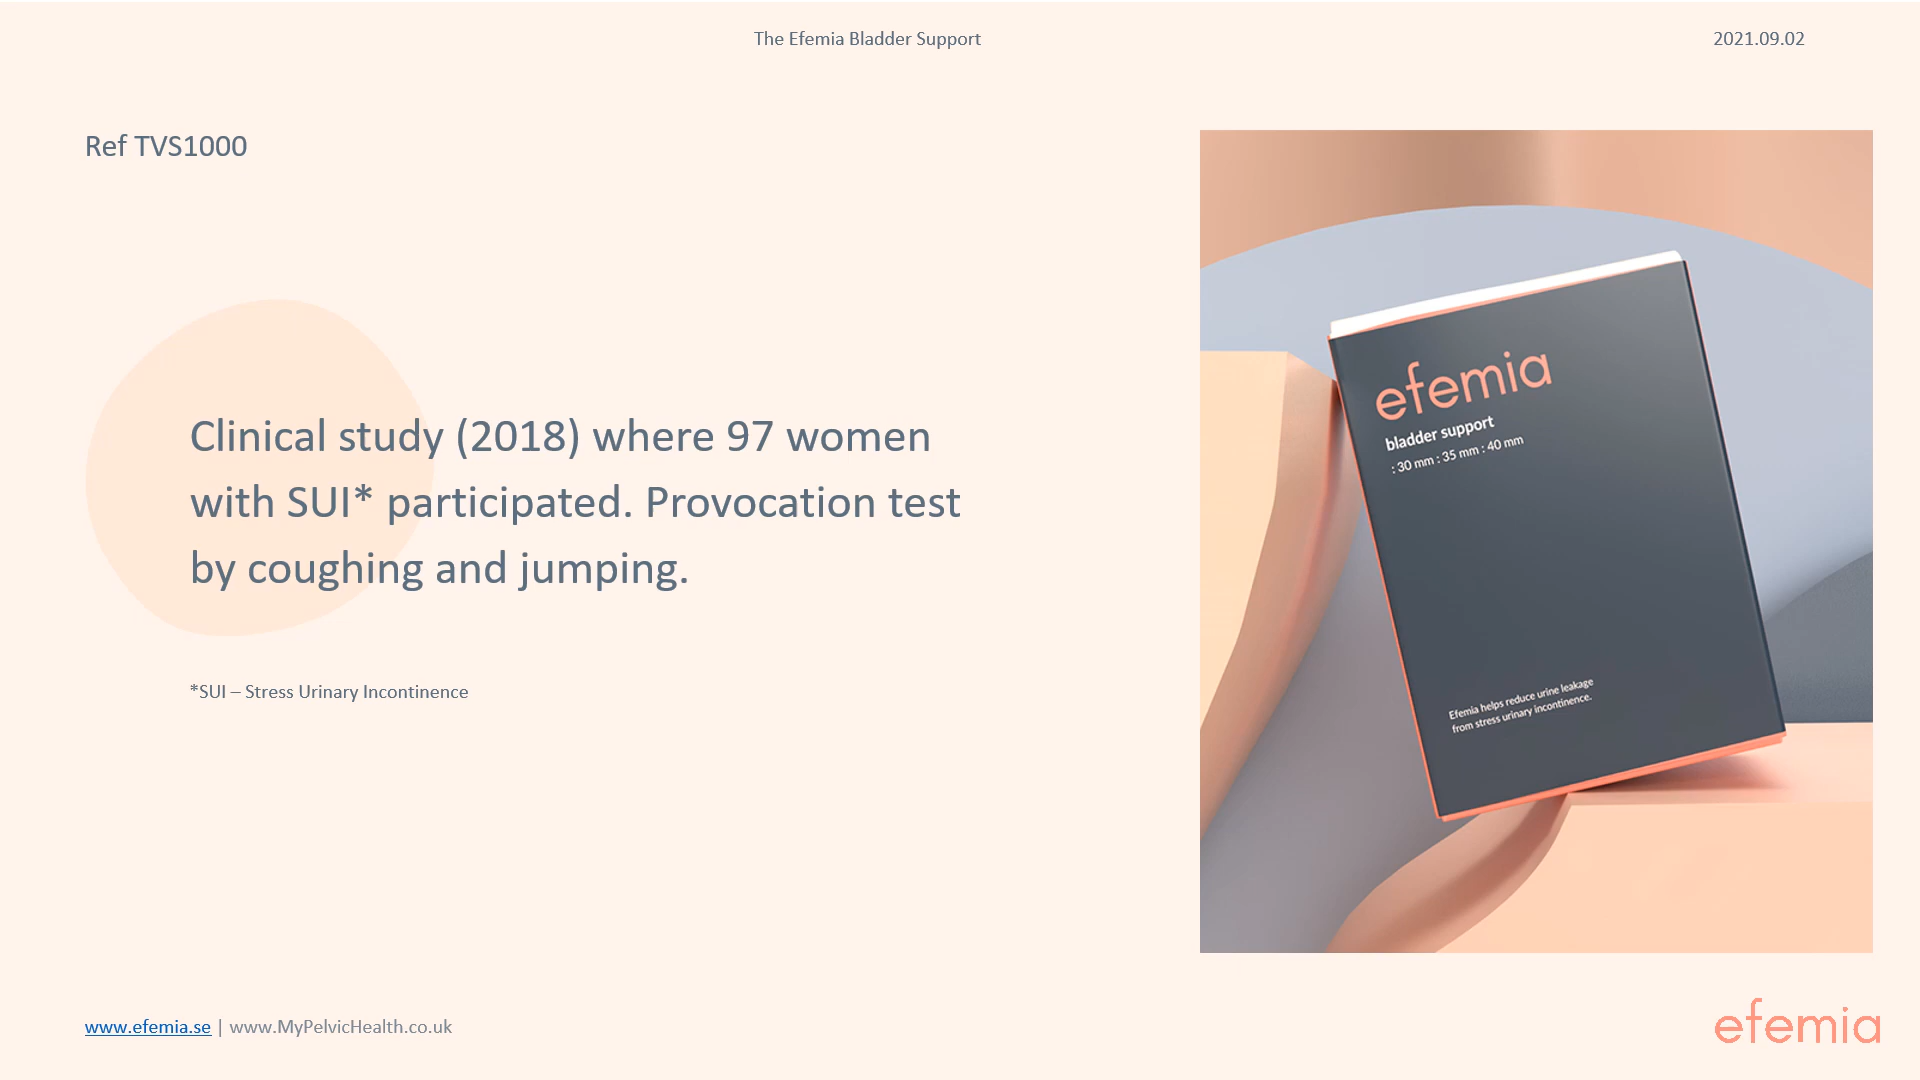 The Efemia Bladder Support
2021.09.02
Ref TVS1000
Clinical study (2018) where 97 women
with SUI* participated. Provocation test
by coughing and jumping.
*SUI – Stress Urinary Incontinence
efemia
bladder support
: 30 mm : 35 mm : 40 mm
Efemia helps reduce urine leakage
from stress urinary incontinence.
www.efemia.se | www.MyPelvicHealth.co.uk
efemia